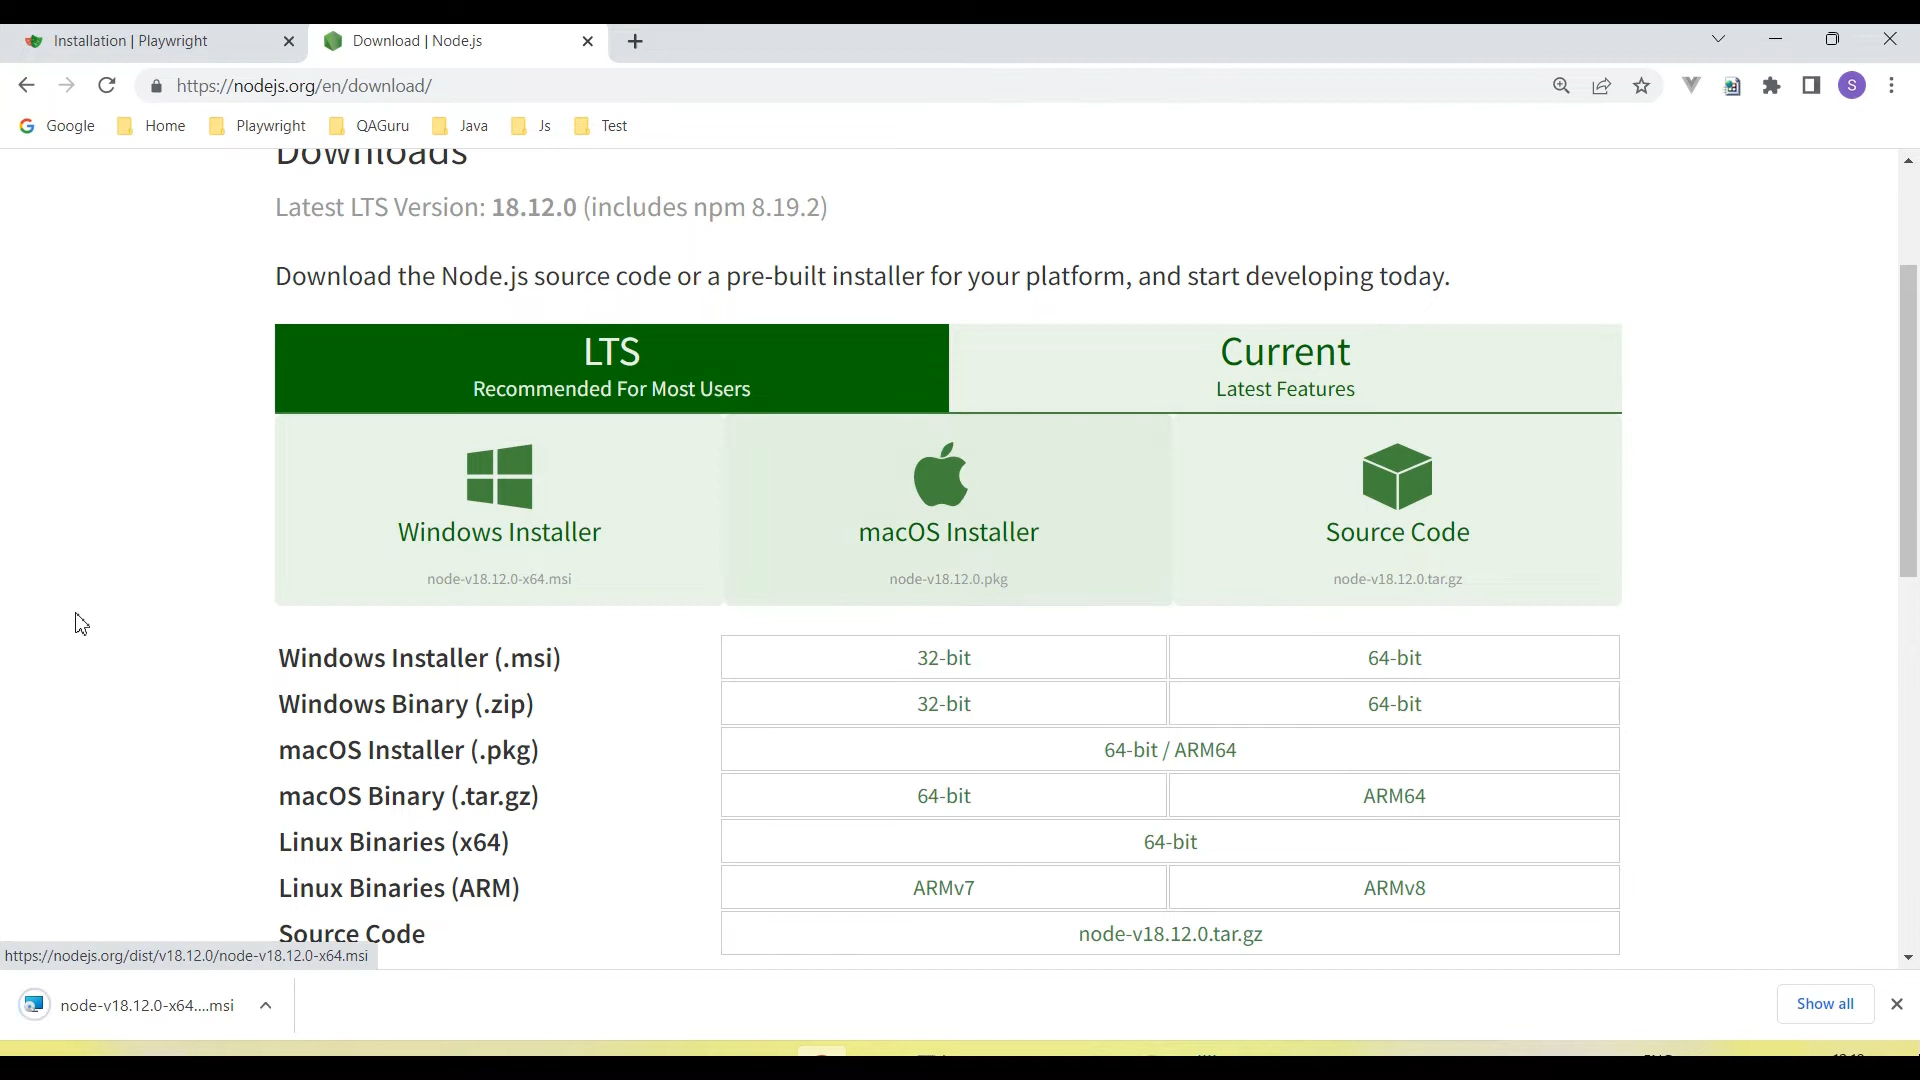 Installation | Playwright
Download | Node.js
https://nodejs.org/en/download/
S
Google
Home
Playwright
QAGuru
Java
Js
Test
Downloads
Latest LTS Version: 18.12.0 (includes npm 8.19.2)
Download the Node.js source code or a pre-built installer for your platform, and start developing today.
LTS
Recommended For Most Users
Current
Latest Features
Windows Installer
node-v18.12.0-x64.msi
macOS Installer
node-v18.12.0.pkg
Source Code
node-v18.12.0.tar.gz
Windows Installer (.msi) 32-bit 64-bit
Windows Binary (.zip) 32-bit 64-bit
macOS Installer (.pkg) 64-bit / ARM64
macOS Binary (.tar.gz) 64-bit ARM64
Linux Binaries (x64) 64-bit
Linux Binaries (ARM) ARMv7 ARMv8
Source Code node-v18.12.0.tar.gz
https://nodejs.org/dist/v18.12.0/node-v18.12.0-x64.msi
node-v18.12.0-x64....msi
Show all